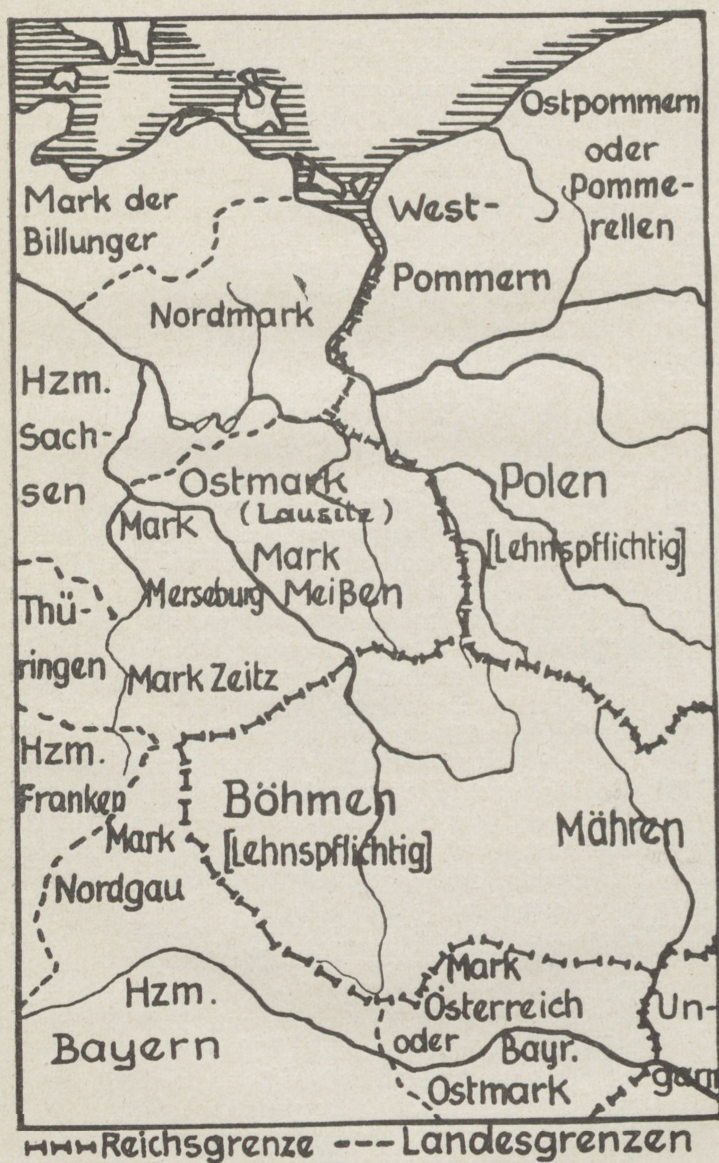 Ostpommern
oder
Pomme-
rellen
Mark der
Billunger
West-
Pommern
Nordmark
Hzm.
Sach-
sen
Ostmark
(Lausitz)
Polen
[Lehnspflichtig]
Mark
Merseburg
Mark
Meißen
Thü-
ringen
Mark Zeitz
Hzm.
Franken
Böhmen
[Lehnspflichtig]
Mähren
Mark
Nordgau
Hzm.
Bayern
Mark
Österreich
oder Bayr.
Ostmark
Un-
garn
Reichsgrenze --- Landesgrenzen